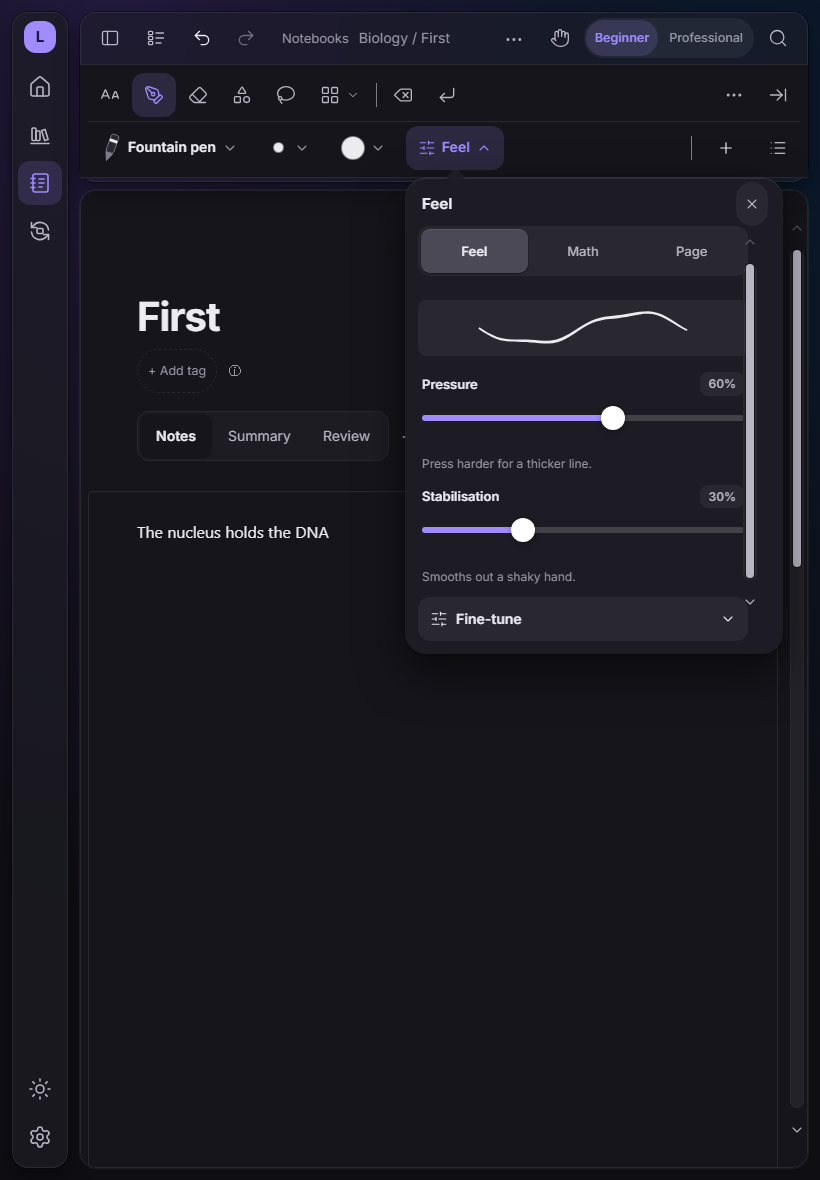 L
Notebooks Biology / First
Beginner Professional
AA
Fountain pen
Feel
Feel
Feel Math Page
First
+ Add tag
Pressure 60%
Notes Summary Review
Press harder for a thicker line.
Stabilisation 30%
The nucleus holds the DNA
Smooths out a shaky hand.
Fine-tune